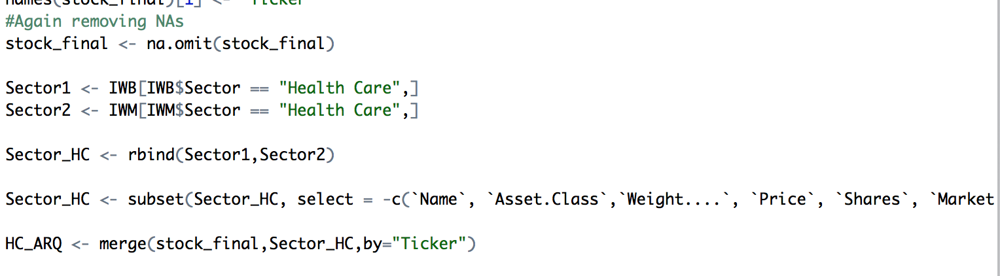 names(stock_final)[1] <- "Ticker"
#Again removing NAs
stock_final <- na.omit(stock_final)
Sector1 <- IWB[IWB$Sector == "Health Care",]
Sector2 <- IWM[IWM$Sector == "Health Care",]
Sector_HC <- rbind(Sector1,Sector2)
Sector_HC <- subset(Sector_HC, select = -c(`Name`, `Asset.Class`,`Weight....`, `Price`, `Shares`, `Market
HC_ARQ <- merge(stock_final,Sector_HC,by="Ticker")